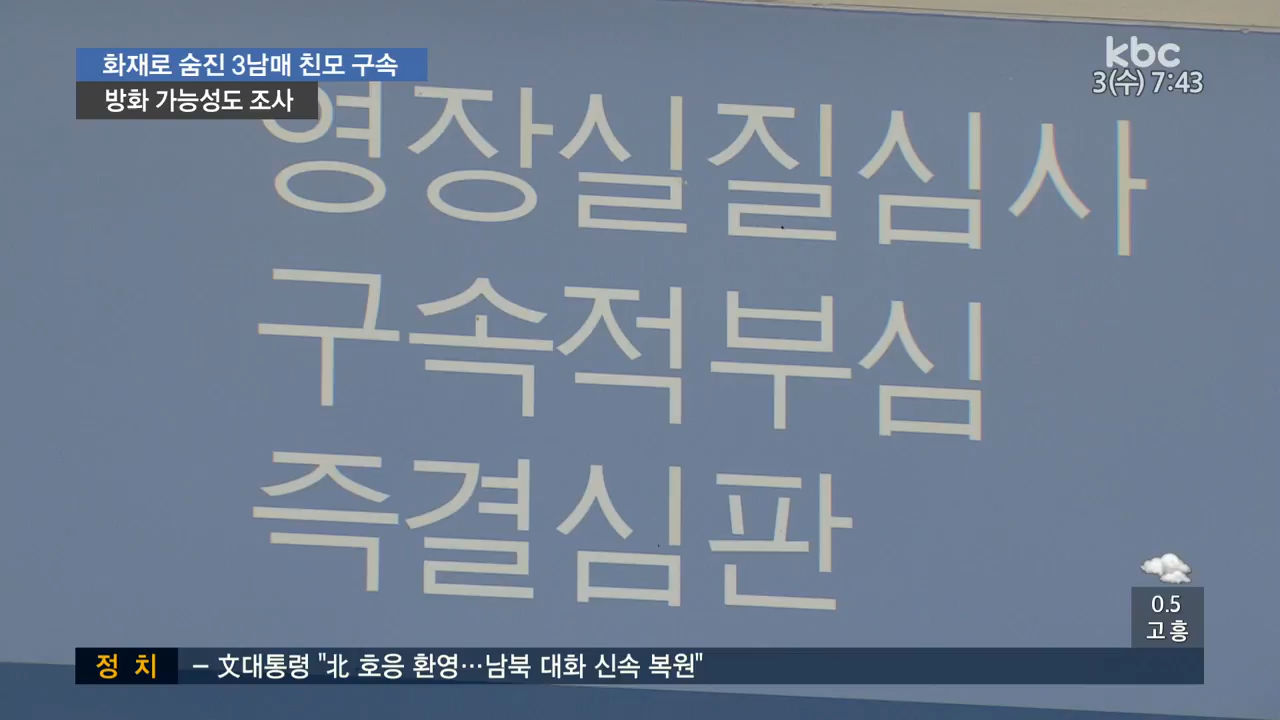 화재로 숨진 3남매 친모 구속
방화 가능성도 조사
kbc
3(수) 7:43
영장실질심사
구속적부심
즉결심판
0.5
고흥
정 치 – 文대통령 "北 호응 환영…남북 대화 신속 복원"